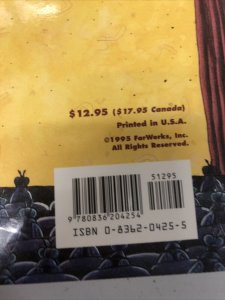 $12.95 ($17.95 Canada)
Printed in U.S.A.
©1995 FarWorks, Inc.
All Rights Reserved.
51295
9 780836 204254
ISBN 0-8362-0425-5